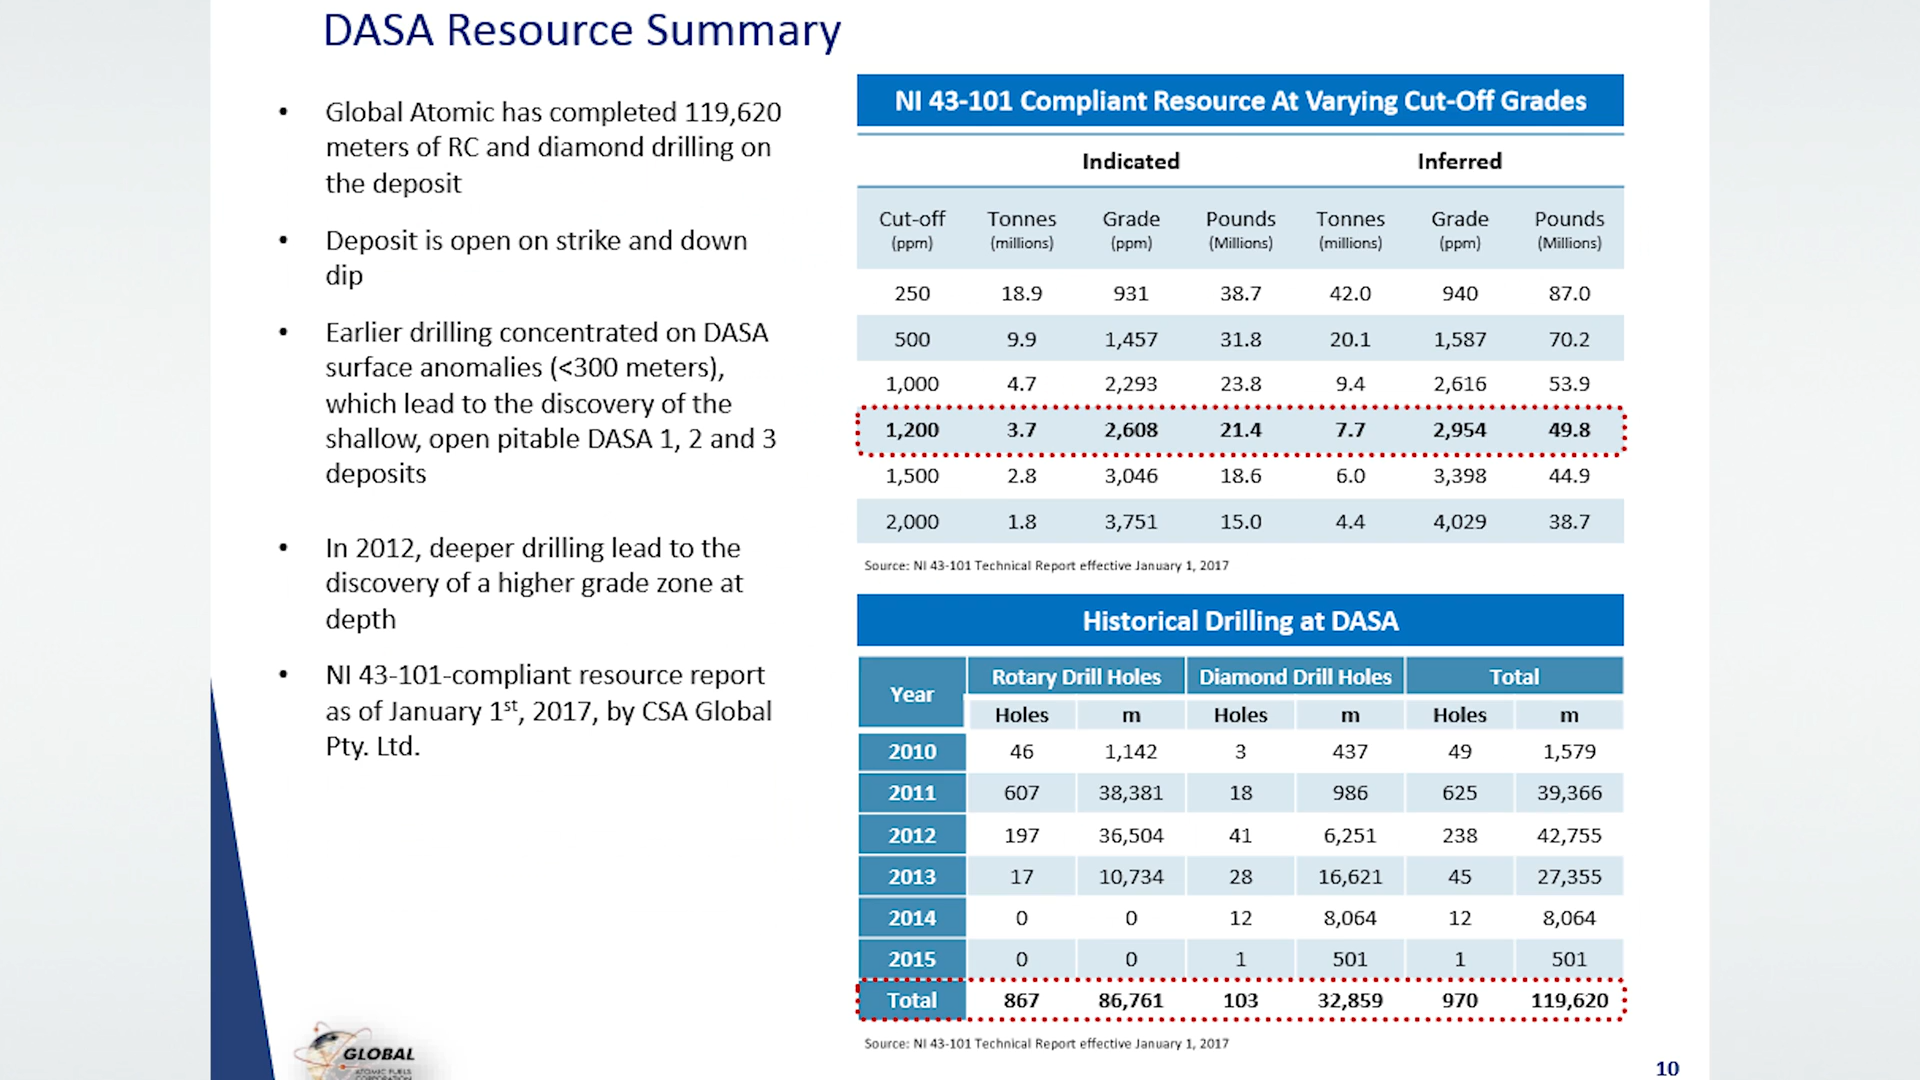 DASA Resource Summary
• Global Atomic has completed 119,620
meters of RC and diamond drilling on
the deposit
• Deposit is open on strike and down
dip
• Earlier drilling concentrated on DASA
surface anomalies (<300 meters),
which lead to the discovery of the
shallow, open pitable DASA 1, 2 and 3
deposits
• In 2012, deeper drilling lead to the
discovery of a higher grade zone at
depth
• NI 43-101-compliant resource report
as of January 1st, 2017, by CSA Global
Pty. Ltd.
NI 43-101 Compliant Resource At Varying Cut-Off Grades
Indicated Inferred
Cut-off Tonnes Grade Pounds Tonnes Grade Pounds
(ppm) (millions) (ppm) (Millions) (millions) (ppm) (Millions)
250 18.9 931 38.7 42.0 940 87.0
500 9.9 1,457 31.8 20.1 1,587 70.2
1,000 4.7 2,293 23.8 9.4 2,616 53.9
1,200 3.7 2,608 21.4 7.7 2,954 49.8
1,500 2.8 3,046 18.6 6.0 3,398 44.9
2,000 1.8 3,751 15.0 4.4 4,029 38.7
Source: NI 43-101 Technical Report effective January 1, 2017
Historical Drilling at DASA
Year Rotary Drill Holes Diamond Drill Holes Total
Holes m Holes m Holes m
2010 46 1,142 3 437 49 1,579
2011 607 38,381 18 986 625 39,366
2012 197 36,504 41 6,251 238 42,755
2013 17 10,734 28 16,621 45 27,355
2014 0 0 12 8,064 12 8,064
2015 0 0 1 501 1 501
Total 867 86,761 103 32,859 970 119,620
Source: NI 43-101 Technical Report effective January 1, 2017
GLOBAL
ATOMIC FUELS
CORPORATION
10